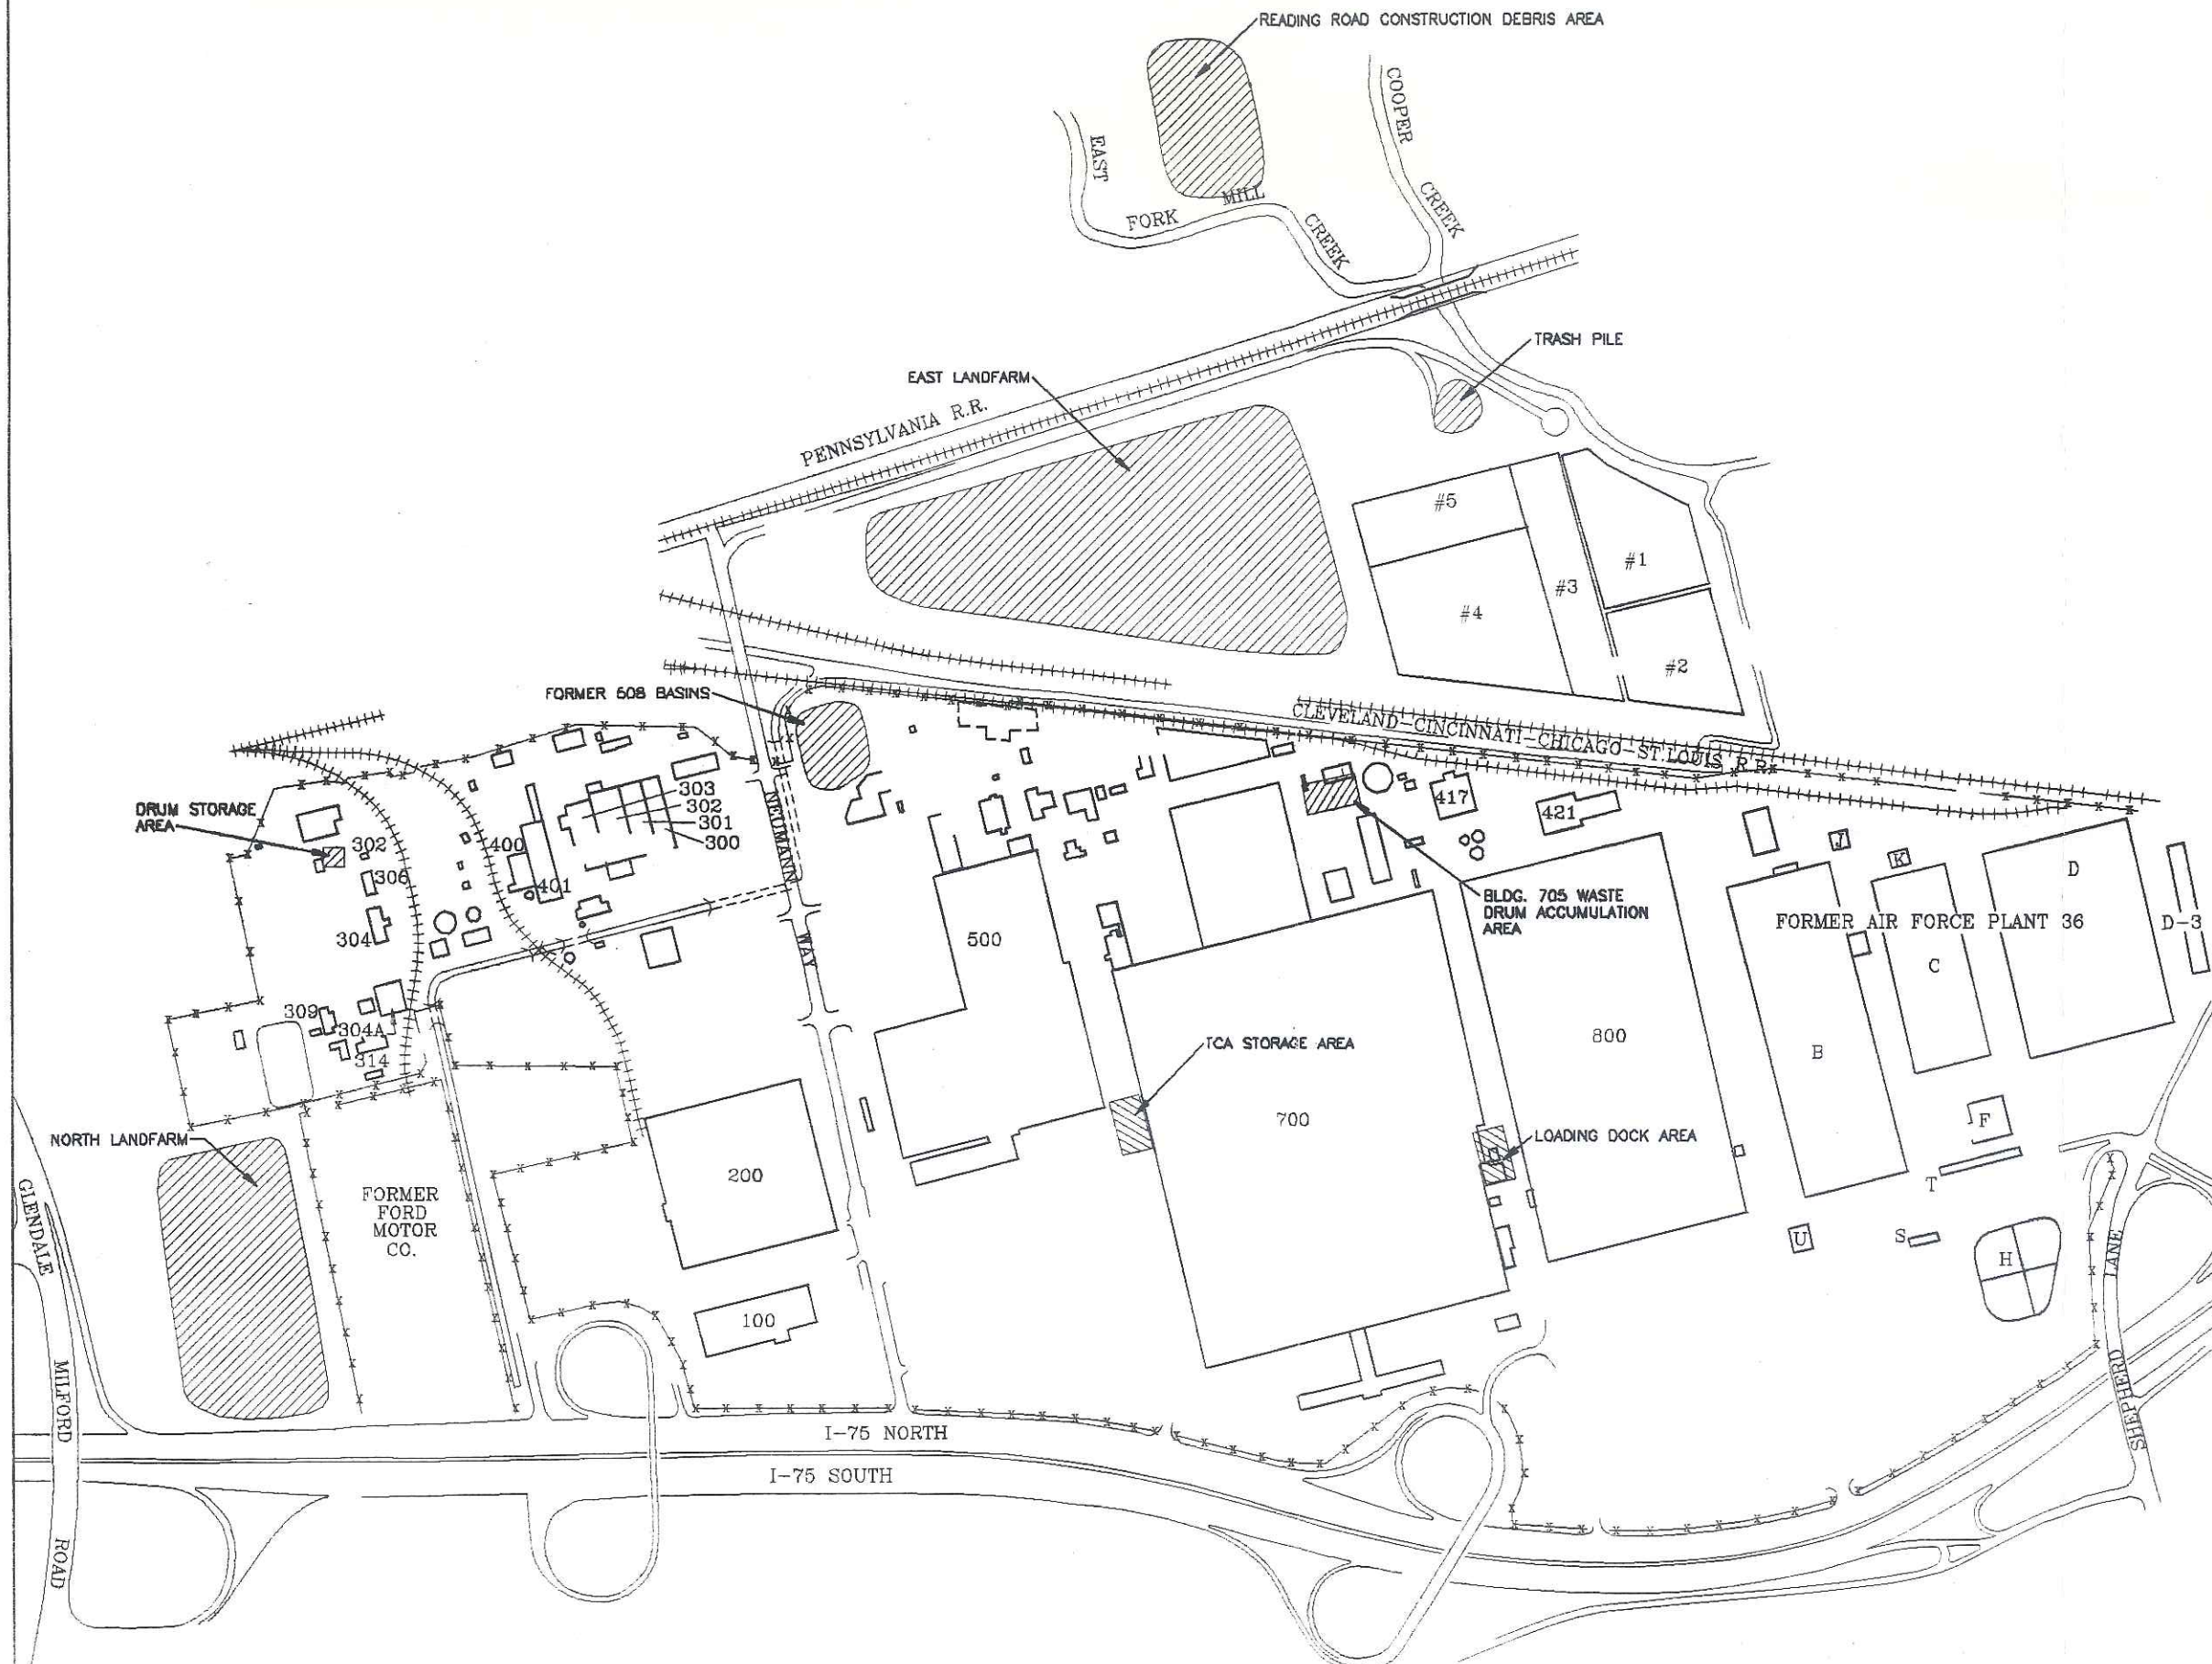 READING ROAD CONSTRUCTION DEBRIS AREA
COOPER
CREEK
EAST
FORK
MILL
CREEK
TRASH PILE
EAST LANDFARM
PENNSYLVANIA R.R.
#5
#1
#3
#4
#2
FORMER 508 BASINS
CLEVELAND-CINCINNATI-CHICAGO-ST.LOUIS R.R.
DRUM STORAGE
AREA
303
302
301
300
302
306
304
400
401
NEUMANN
WAY
417
421
J
K
D
BLDG. 705 WASTE
DRUM ACCUMULATION
AREA
FORMER AIR FORCE PLANT 36
D-3
C
B
500
309
304A
314
TCA STORAGE AREA
800
700
LOADING DOCK AREA
F
T
S
U
H
NORTH LANDFARM
FORMER
FORD
MOTOR
CO.
200
100
GLENDALE
MILFORD
ROAD
LANE
SHEPHERD
I-75 NORTH
I-75 SOUTH